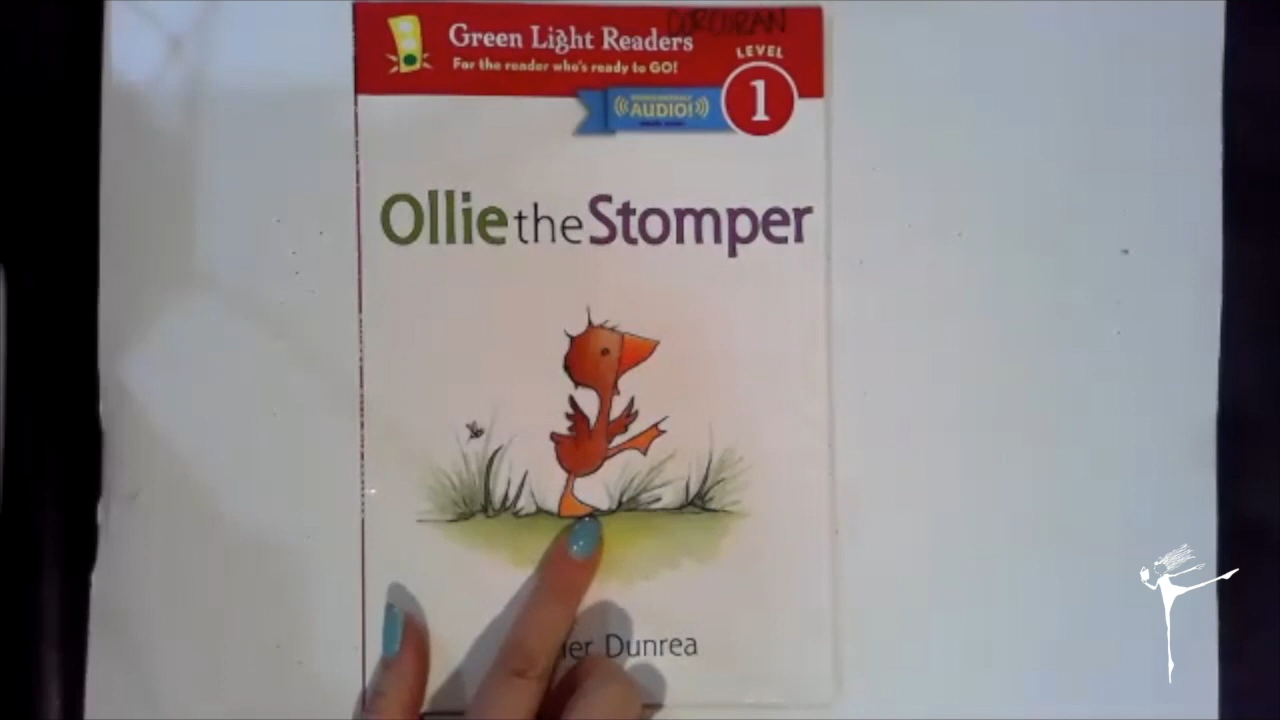 CORCORAN
Green Light Readers
For the reader who's ready to GO!
LEVEL
1
AUDIO!
Ollie the Stomper
Dunrea